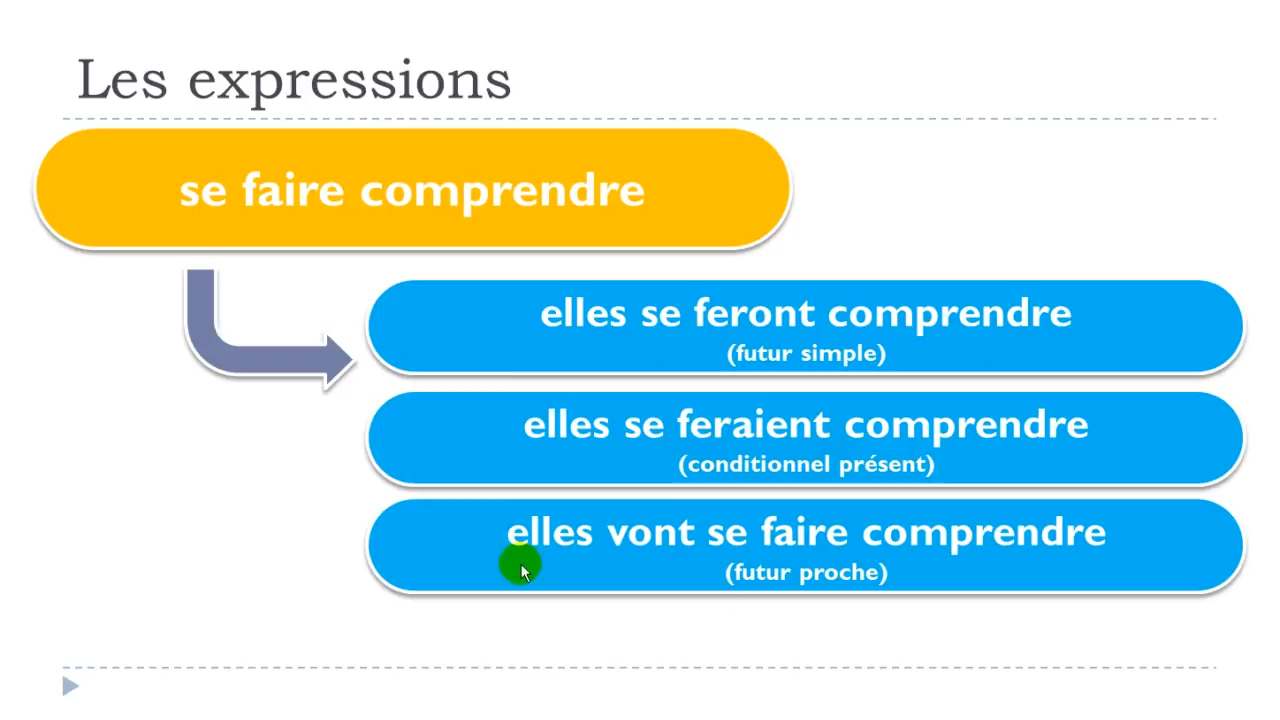 Les expressions
se faire comprendre
elles se feront comprendre
(futur simple)
elles se feraient comprendre
(conditionnel présent)
elles vont se faire comprendre
(futur proche)